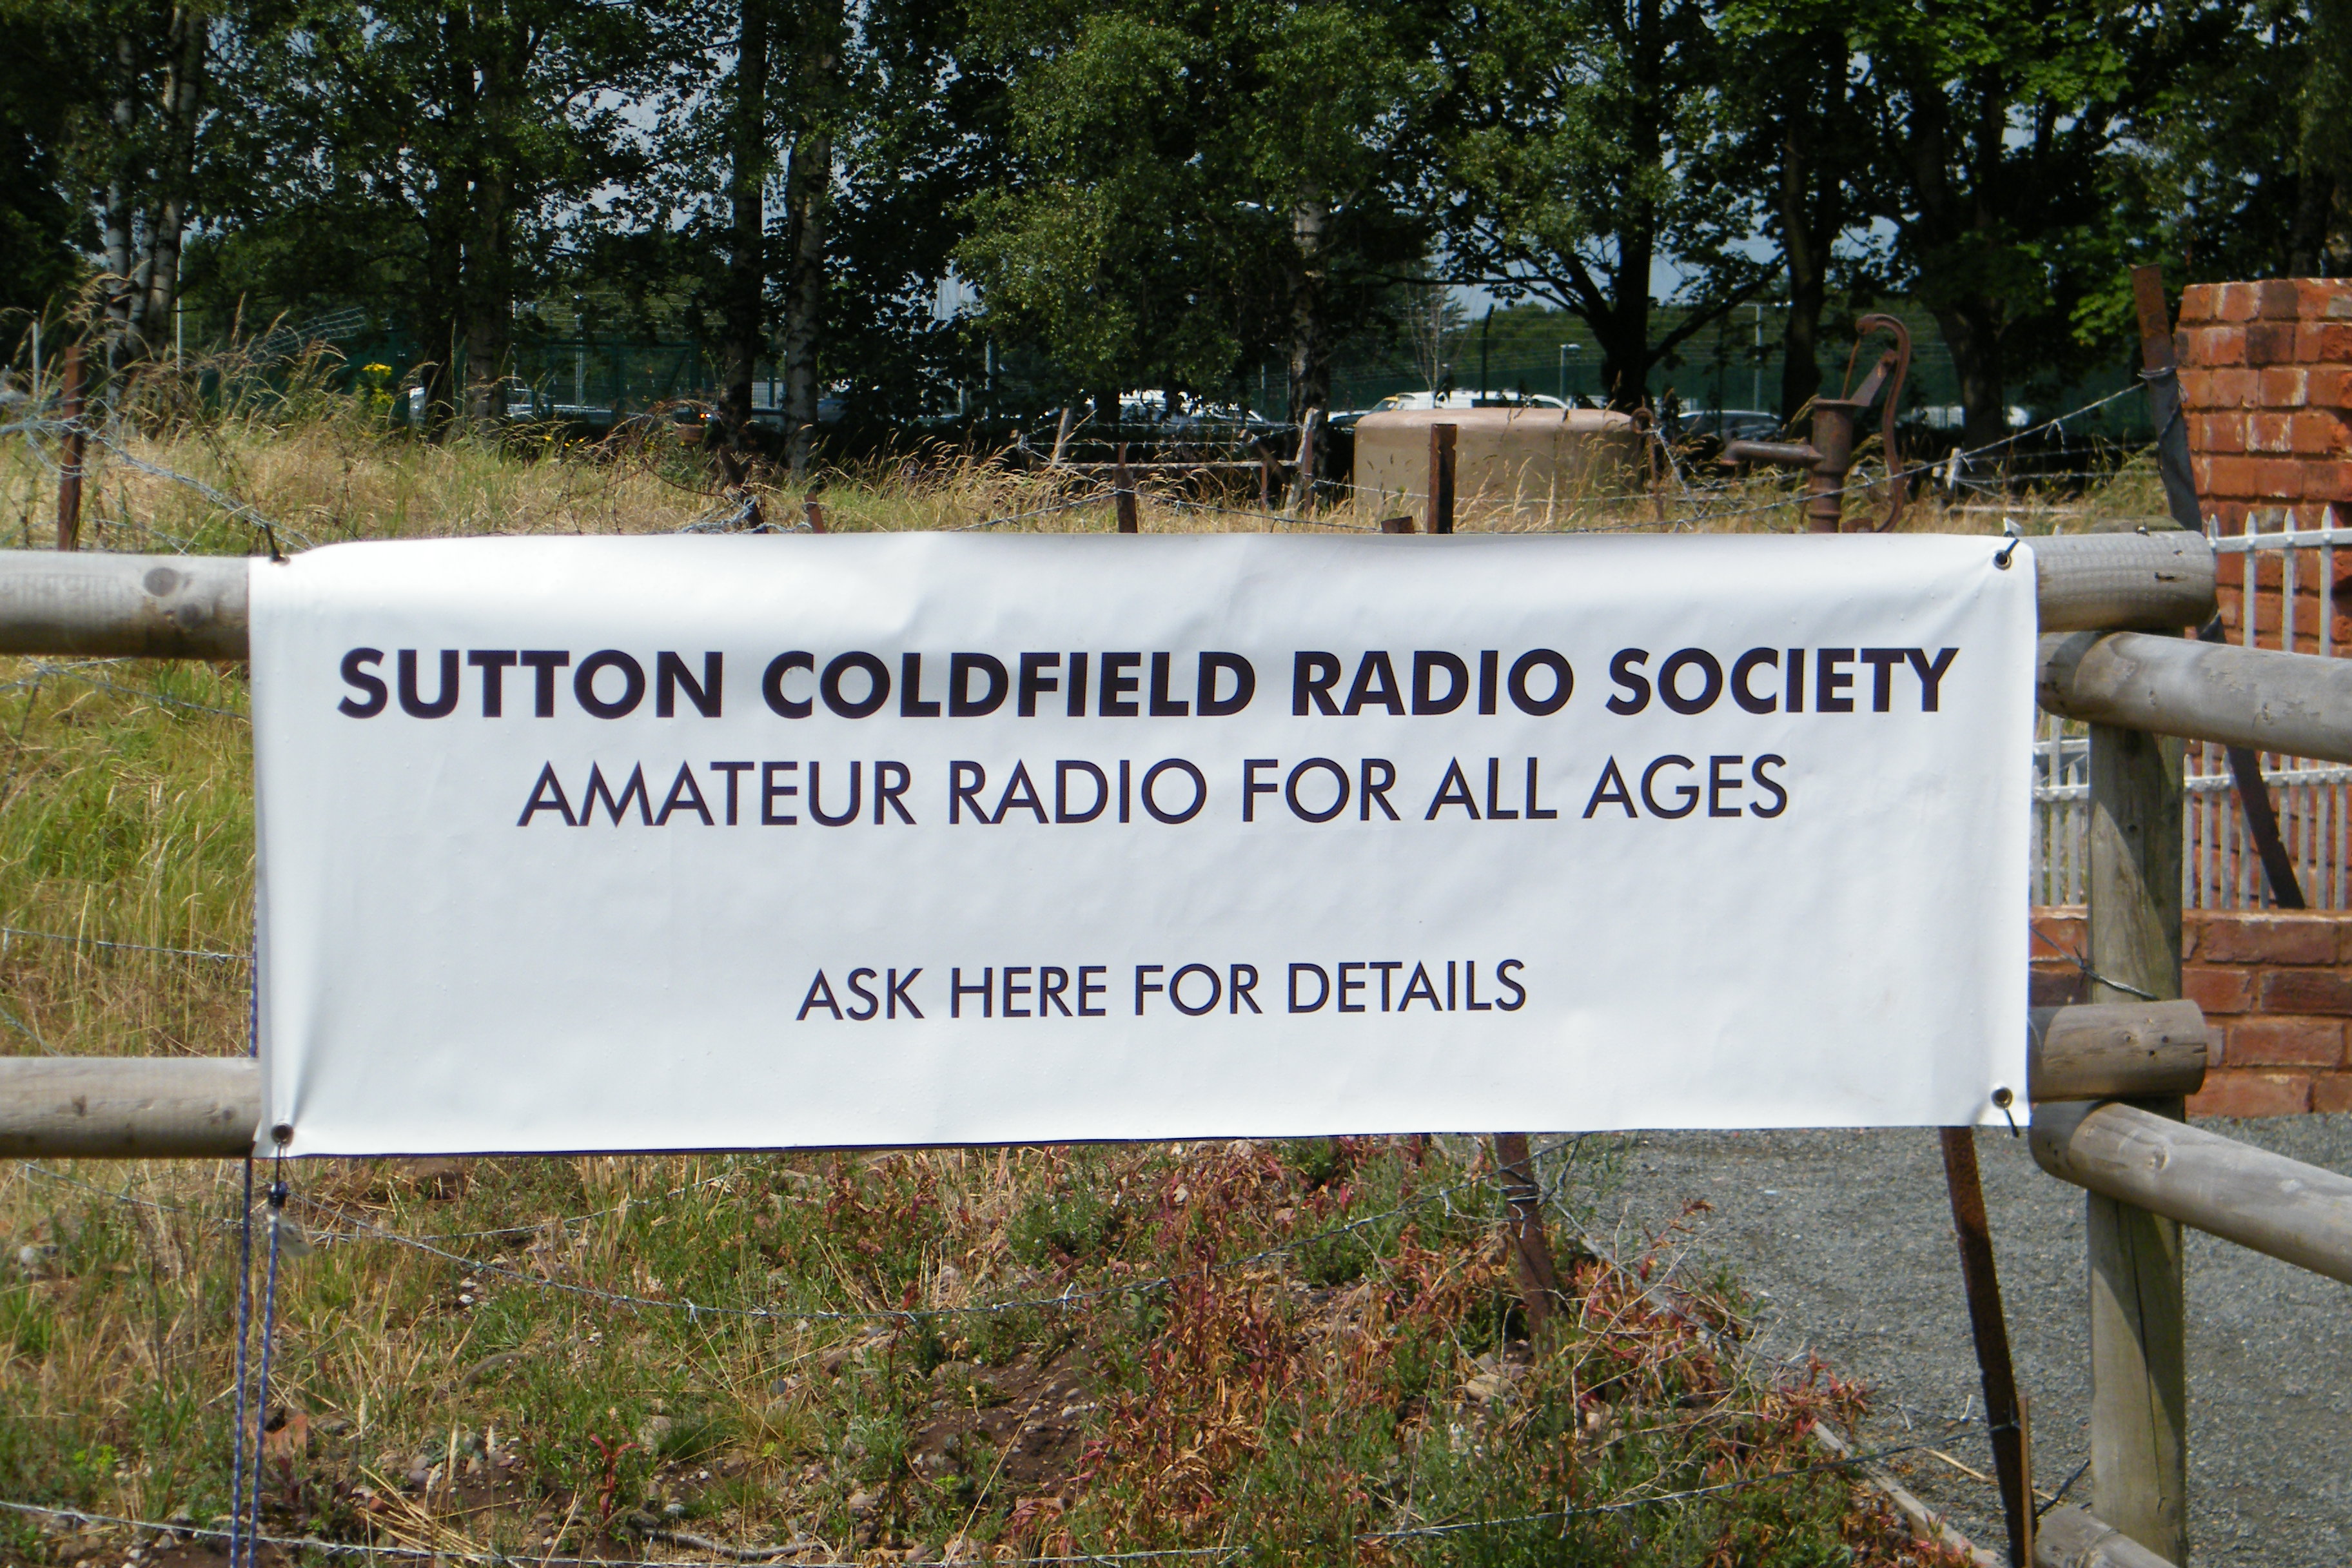 SUTTON COLDFIELD RADIO SOCIETY
AMATEUR RADIO FOR ALL AGES
ASK HERE FOR DETAILS